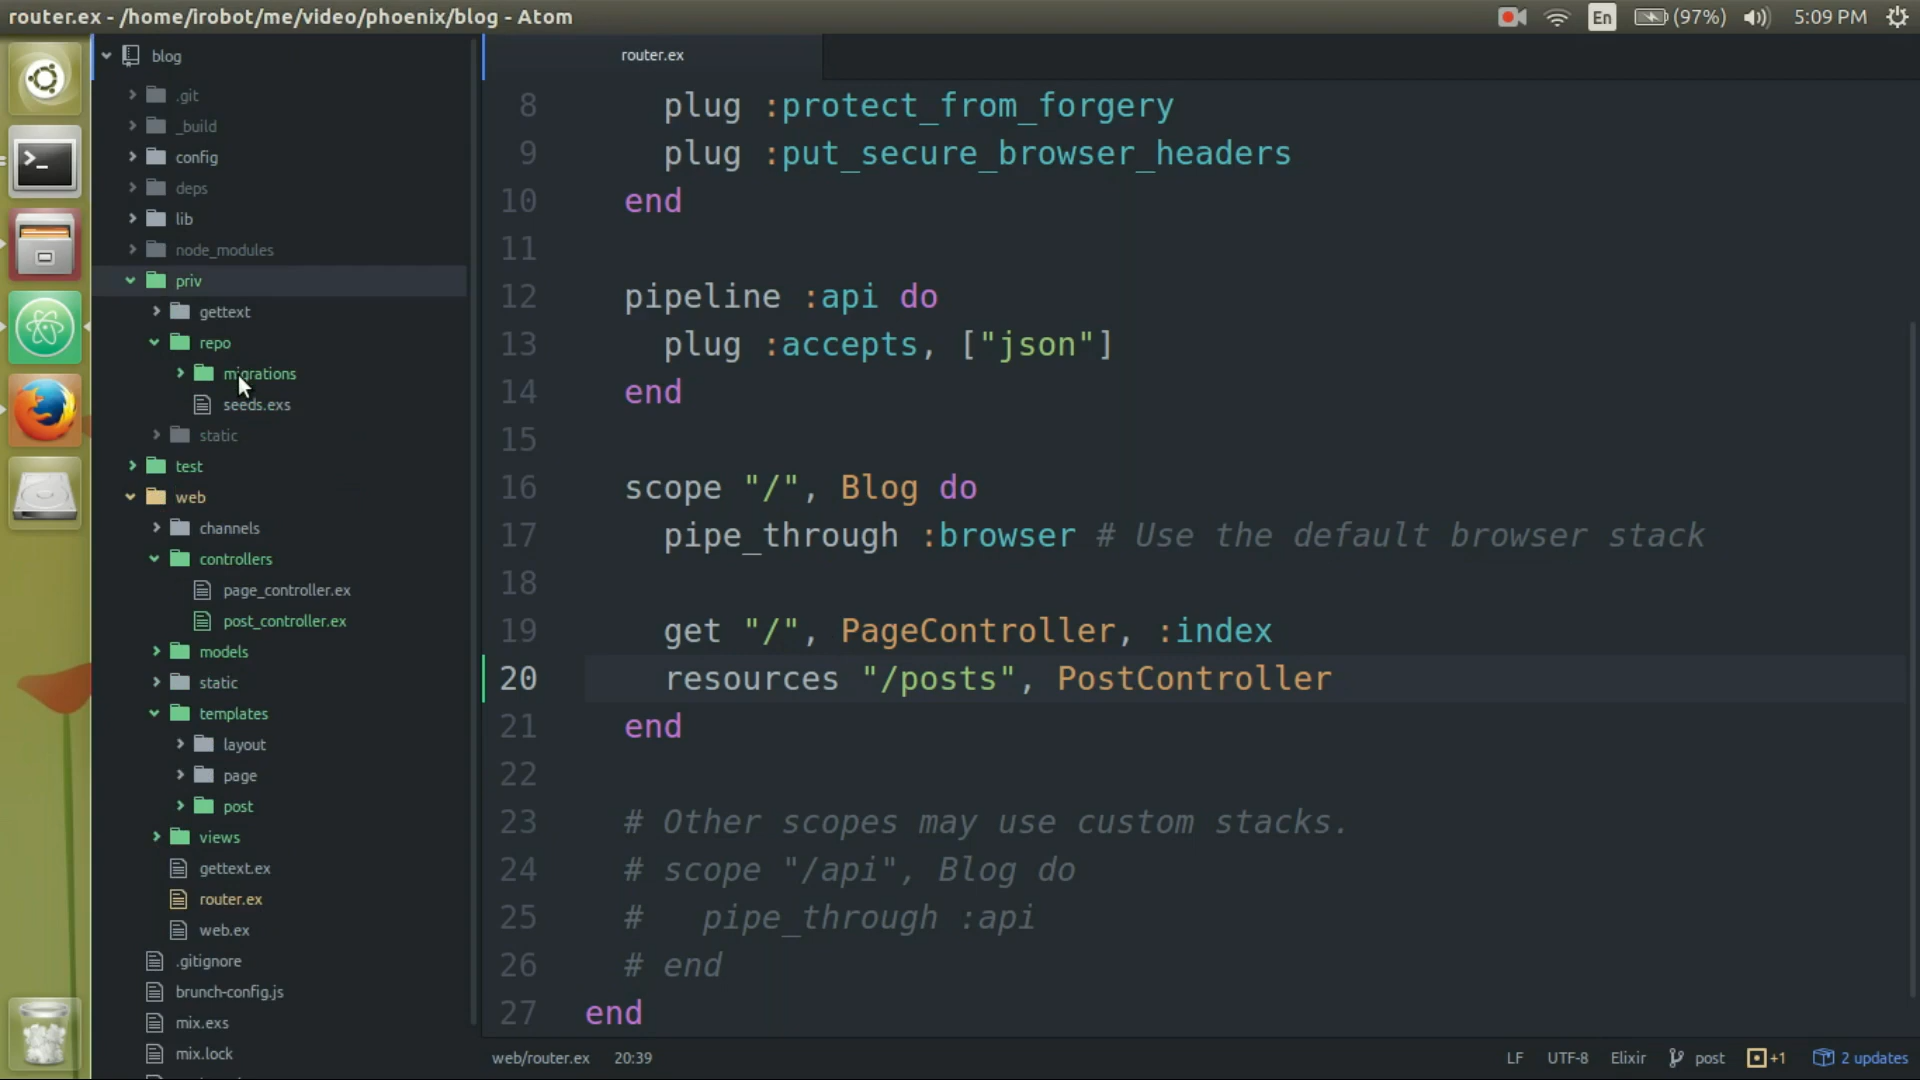 router.ex - /home/irobot/me/video/phoenix/blog - Atom
En
(97%)
5:09 PM
blog
.git
_build
config
deps
lib
node_modules
priv
gettext
repo
migrations
seeds.exs
static
test
web
channels
controllers
page_controller.ex
post_controller.ex
models
static
templates
layout
page
post
views
gettext.ex
router.ex
web.ex
.gitignore
brunch-config.js
mix.exs
mix.lock
router.ex
8 plug :protect_from_forgery
9 plug :put_secure_browser_headers
10 end
11
12 pipeline :api do
13 plug :accepts, ["json"]
14 end
15
16 scope "/", Blog do
17 pipe_through :browser # Use the default browser stack
18
19 get "/", PageController, :index
20 resources "/posts", PostController
21 end
22
23 # Other scopes may use custom stacks.
24 # scope "/api", Blog do
25 #   pipe_through :api
26 # end
27 end
web/router.ex 20:39
LF UTF-8 Elixir post +1 2 updates